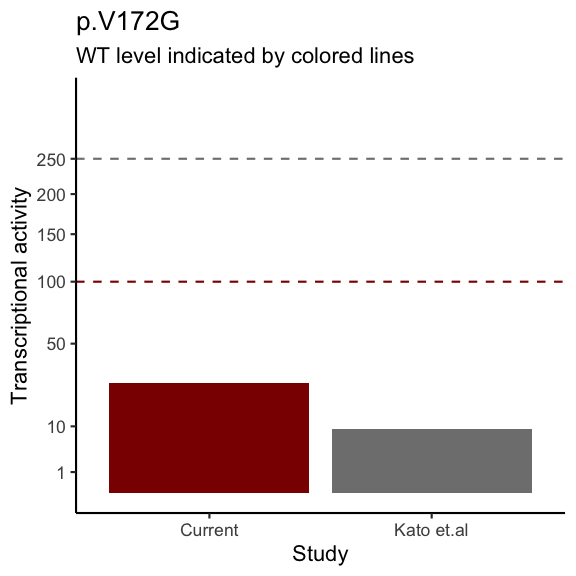 p.V172G
WT level indicated by colored lines
Transcriptional activity
250
200
150
100
50
10
1
Current
Kato et.al
Study